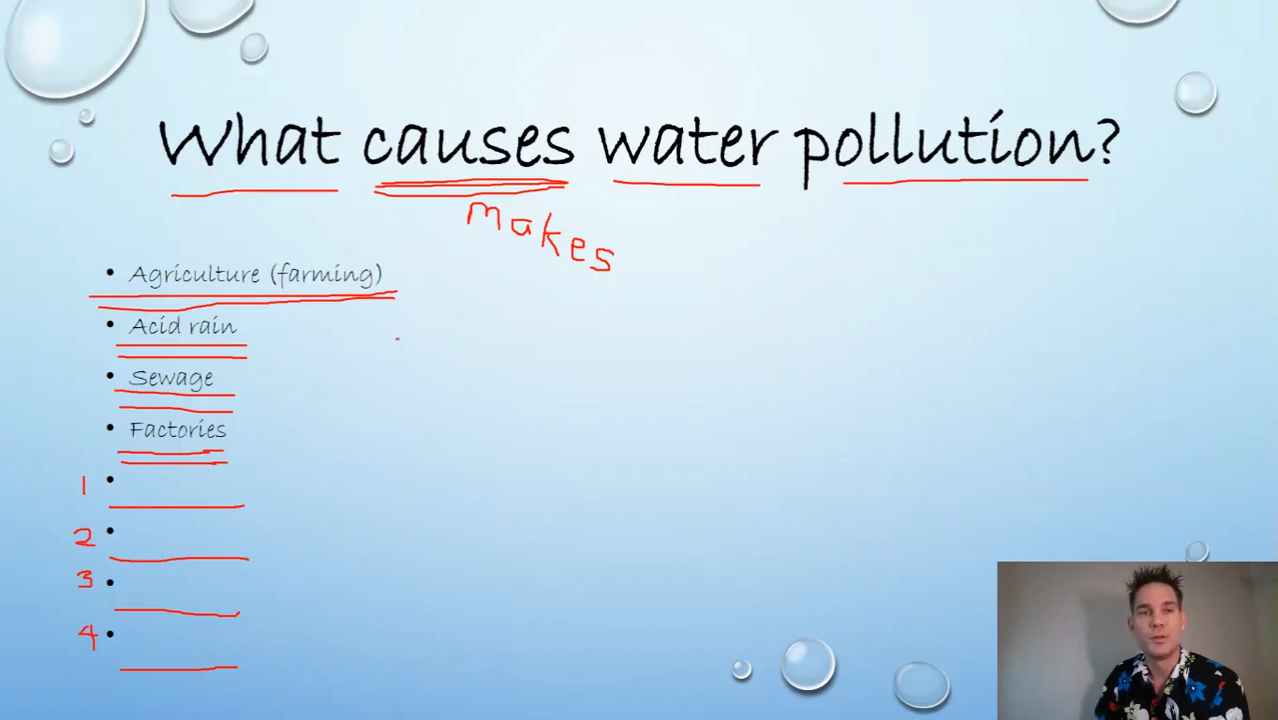 What causes water pollution?
makes
• Agriculture (farming)
• Acid rain
• Sewage
• Factories
1 •
2 •
3 •
4 •